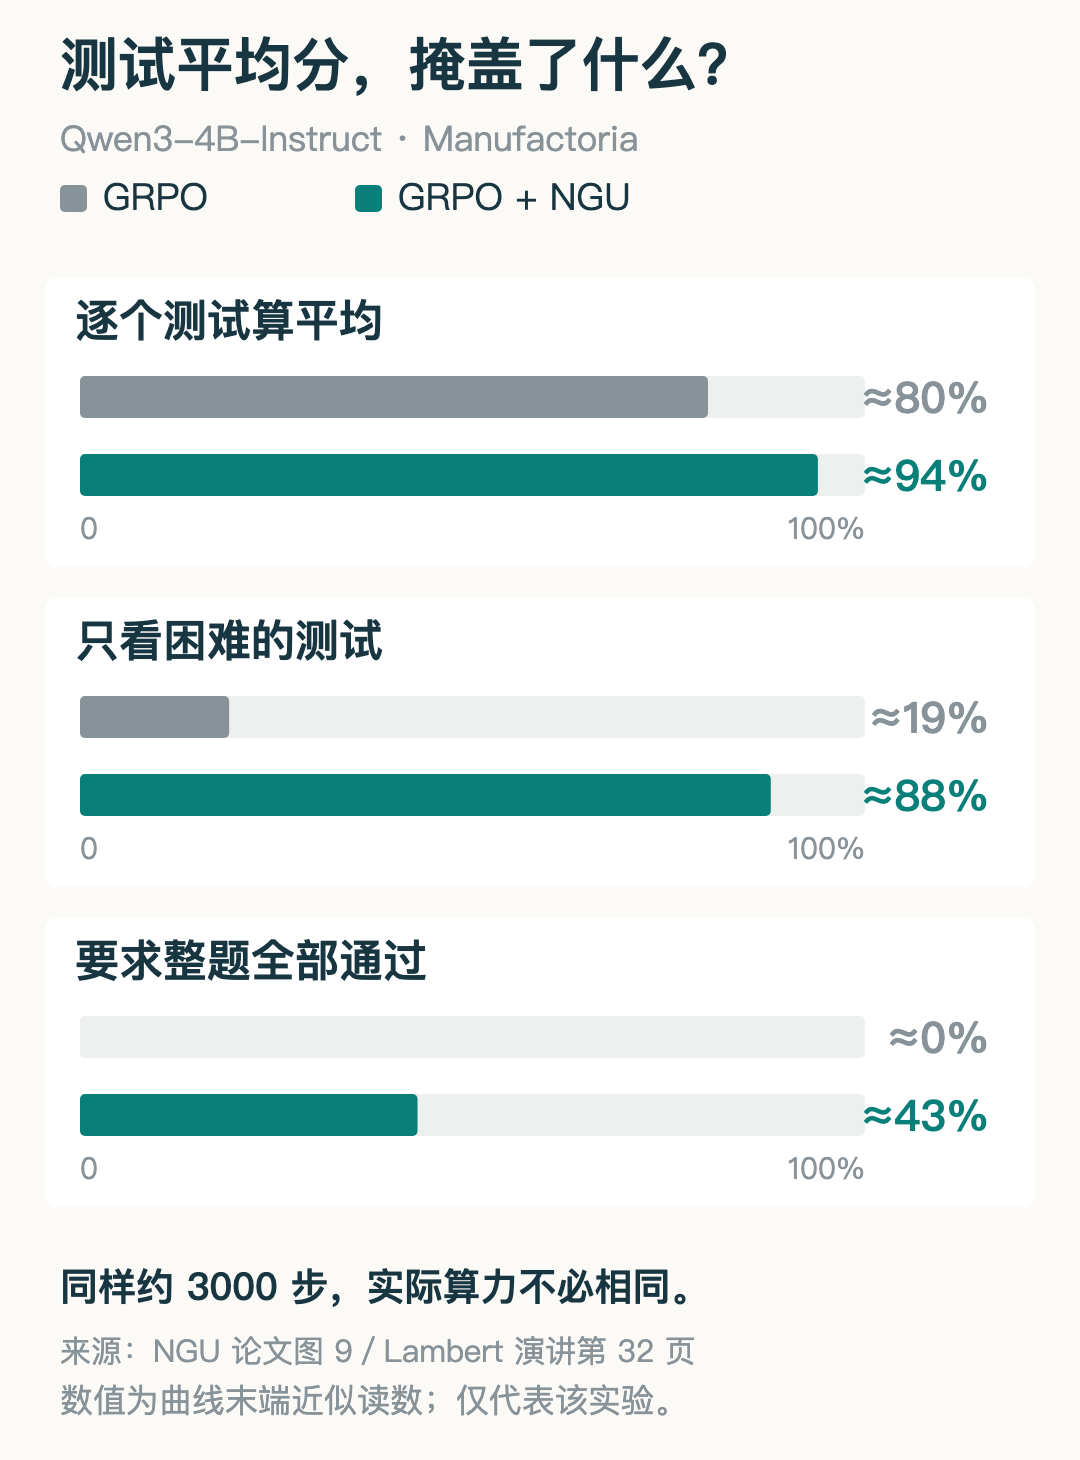 测试平均分，掩盖了什么？
Qwen3–4B–Instruct · Manufactoria
GRPO
GRPO + NGU
逐个测试算平均
≈80%
≈94%
0
100%
只看困难的测试
≈19%
≈88%
0
100%
要求整题全部通过
≈0%
≈43%
0
100%
同样约 3000 步，实际算力不必相同。
来源：NGU 论文图 9 / Lambert 演讲第 32 页
数值为曲线末端近似读数；仅代表该实验。